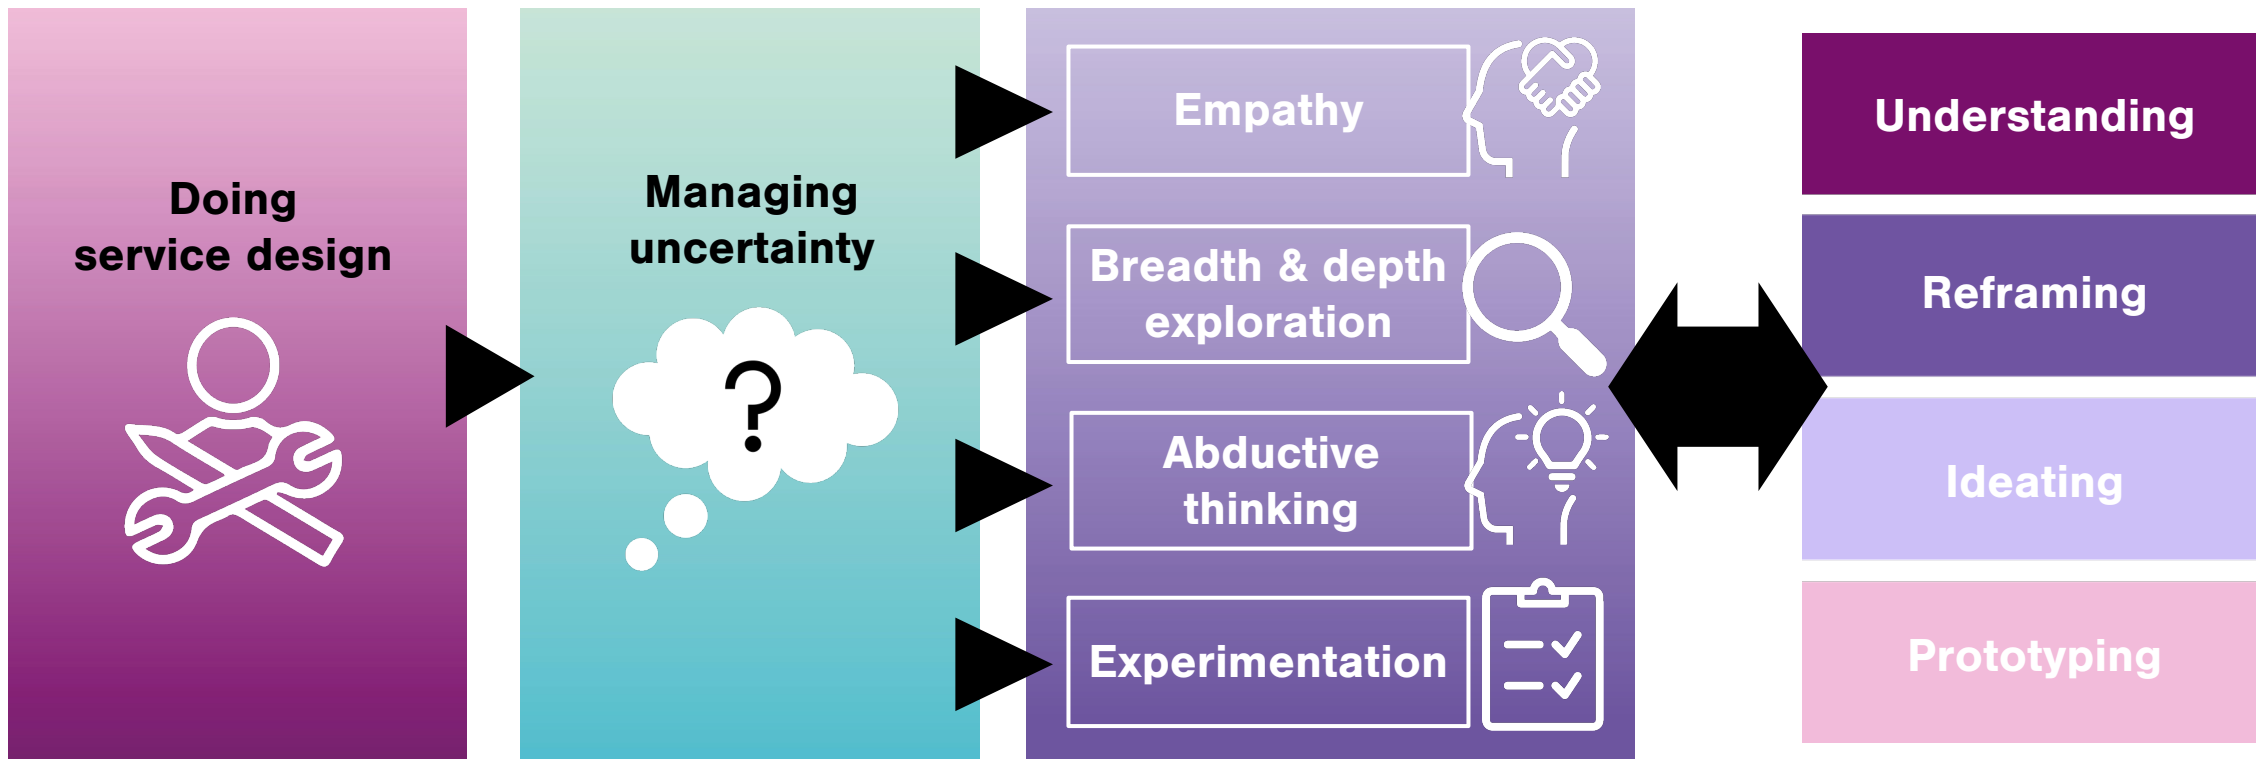 Doing
service design
Managing
uncertainty
?
Empathy
Breadth & depth
exploration
Abductive
thinking
Experimentation
Understanding
Reframing
Ideating
Prototyping